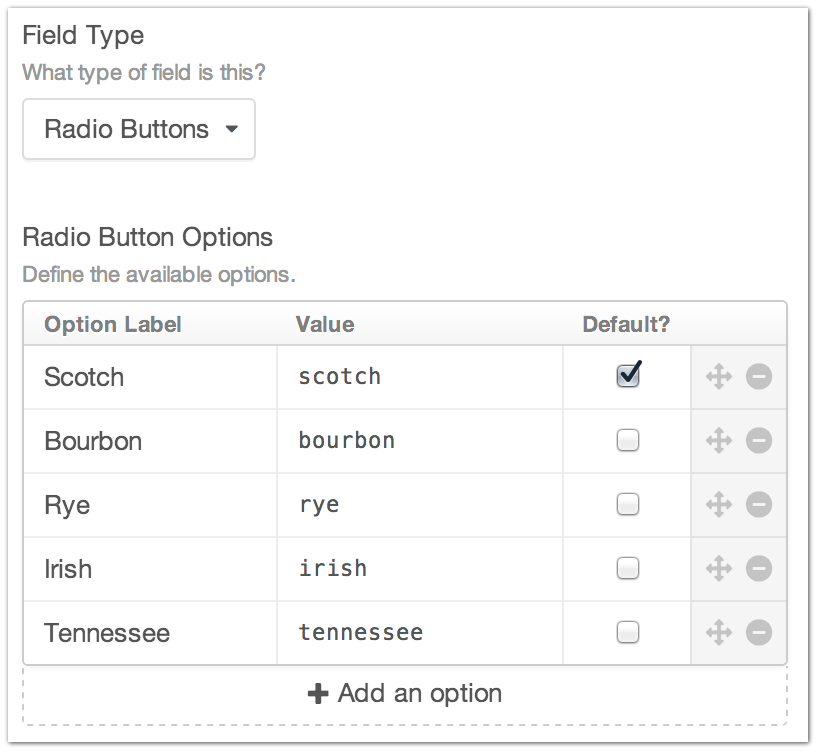 Field Type
What type of field is this?
Radio Buttons
Radio Button Options
Define the available options.
Option Label Value Default?
Scotch scotch
Bourbon bourbon
Rye rye
Irish irish
Tennessee tennessee
Add an option